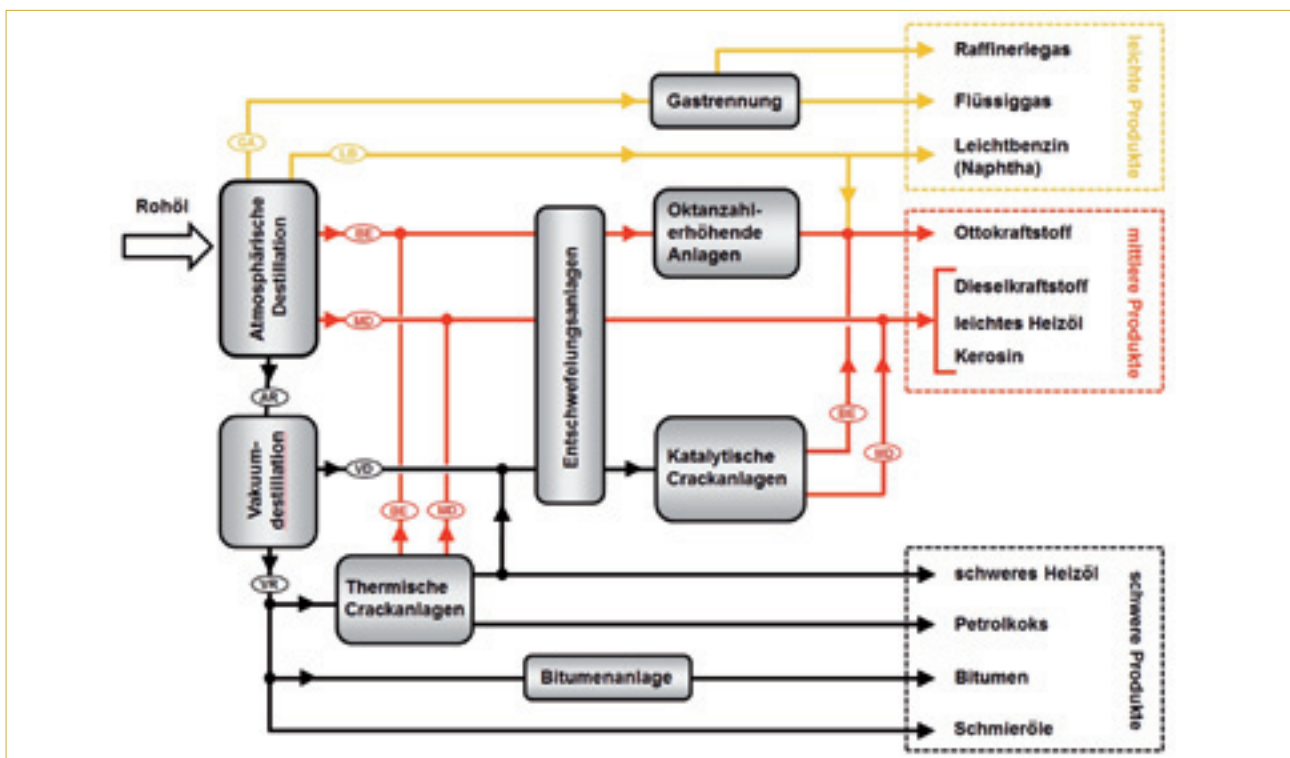 Raffineriegas
Gastrennung
Flüssiggas
GA
LB
Leichtbenzin
(Naphtha)
leichte Produkte
Rohöl
Atmosphärische
Destillation
BE
Oktanzahl-
erhöhende
Anlagen
Ottokraftstoff
MD
Dieselkraftstoff
leichtes Heizöl
Kerosin
mittlere Produkte
Entschwefelungsanlagen
AR
Vakuum-
destillation
VD
Katalytische
Crackanlagen
BE
MD
BE
MD
VR
Thermische
Crackanlagen
schweres Heizöl
Petrolkoks
Bitumenanlage
Bitumen
Schmieröle
schwere Produkte